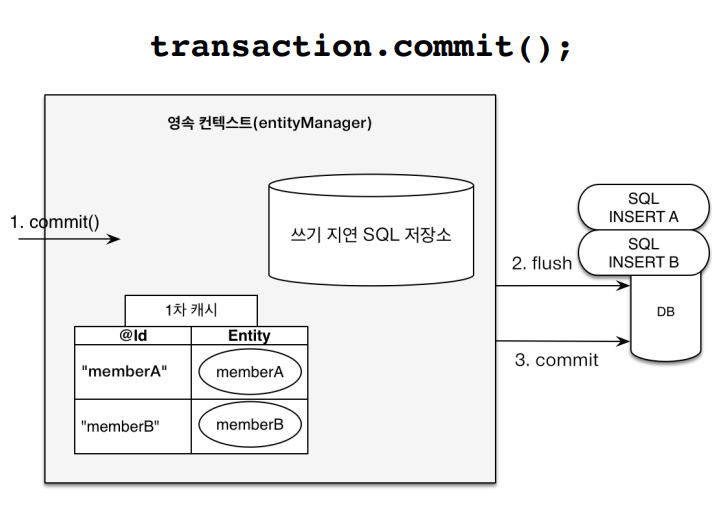 transaction.commit();
영속 컨텍스트(entityManager)
쓰기 지연 SQL 저장소
SQL
INSERT A
SQL
INSERT B
1. commit()
2. flush
DB
3. commit
1차 캐시
@Id Entity
"memberA" memberA
"memberB" memberB